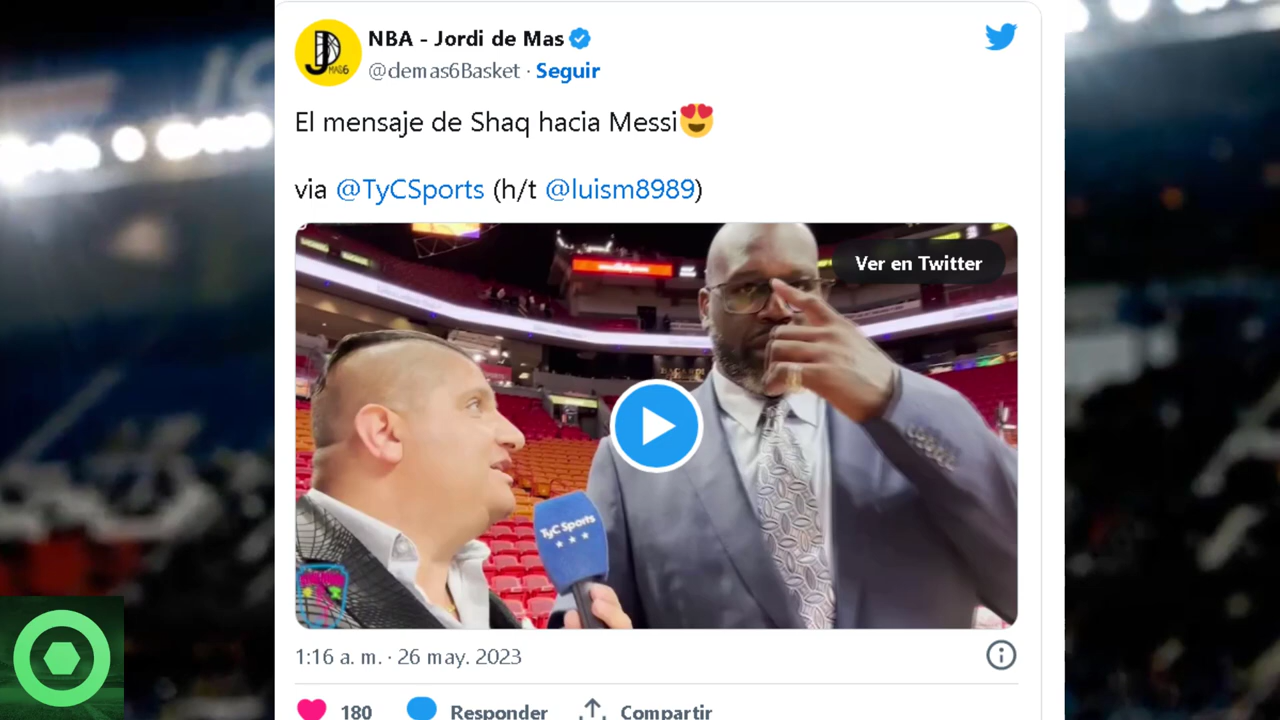 NBA - Jordi de Mas
@demas6Basket · Seguir
El mensaje de Shaq hacia Messi😍
via @TyCSports (h/t @luism8989)
Ver en Twitter
TyC Sports
1:16 a. m. · 26 may. 2023
180 Responder Compartir